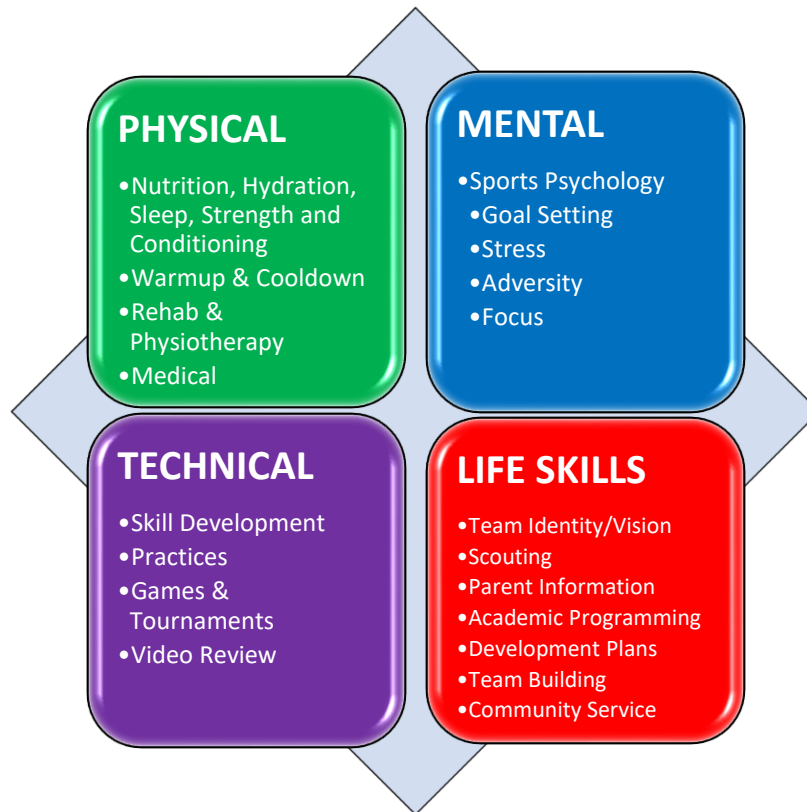 PHYSICAL
•Nutrition, Hydration,
Sleep, Strength and
Conditioning
•Warmup & Cooldown
•Rehab &
Physiotherapy
•Medical
MENTAL
•Sports Psychology
•Goal Setting
•Stress
•Adversity
•Focus
TECHNICAL
•Skill Development
•Practices
•Games &
Tournaments
•Video Review
LIFE SKILLS
•Team Identity/Vision
•Scouting
•Parent Information
•Academic Programming
•Development Plans
•Team Building
•Community Service